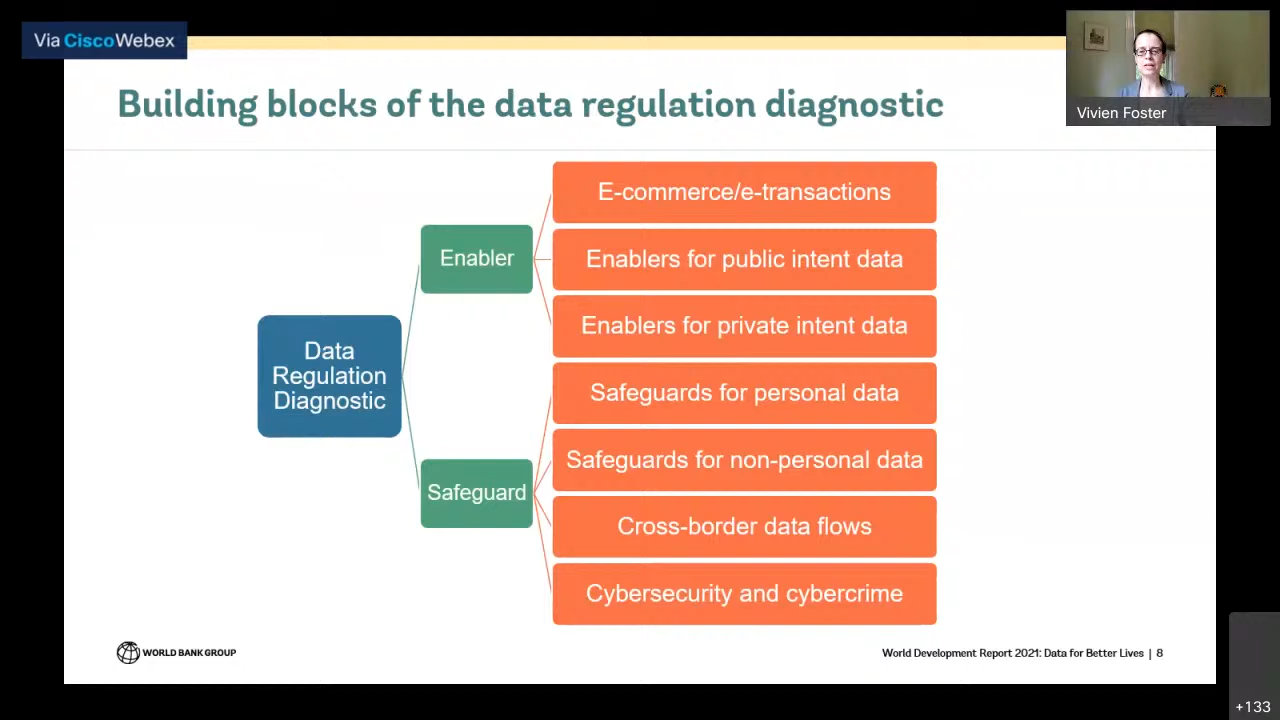 Via CiscoWebex
Vivien Foster
Building blocks of the data regulation diagnostic
Data
Regulation
Diagnostic
Enabler
Safeguard
E-commerce/e-transactions
Enablers for public intent data
Enablers for private intent data
Safeguards for personal data
Safeguards for non-personal data
Cross-border data flows
Cybersecurity and cybercrime
WORLD BANK GROUP
World Development Report 2021: Data for Better Lives | 8
+133